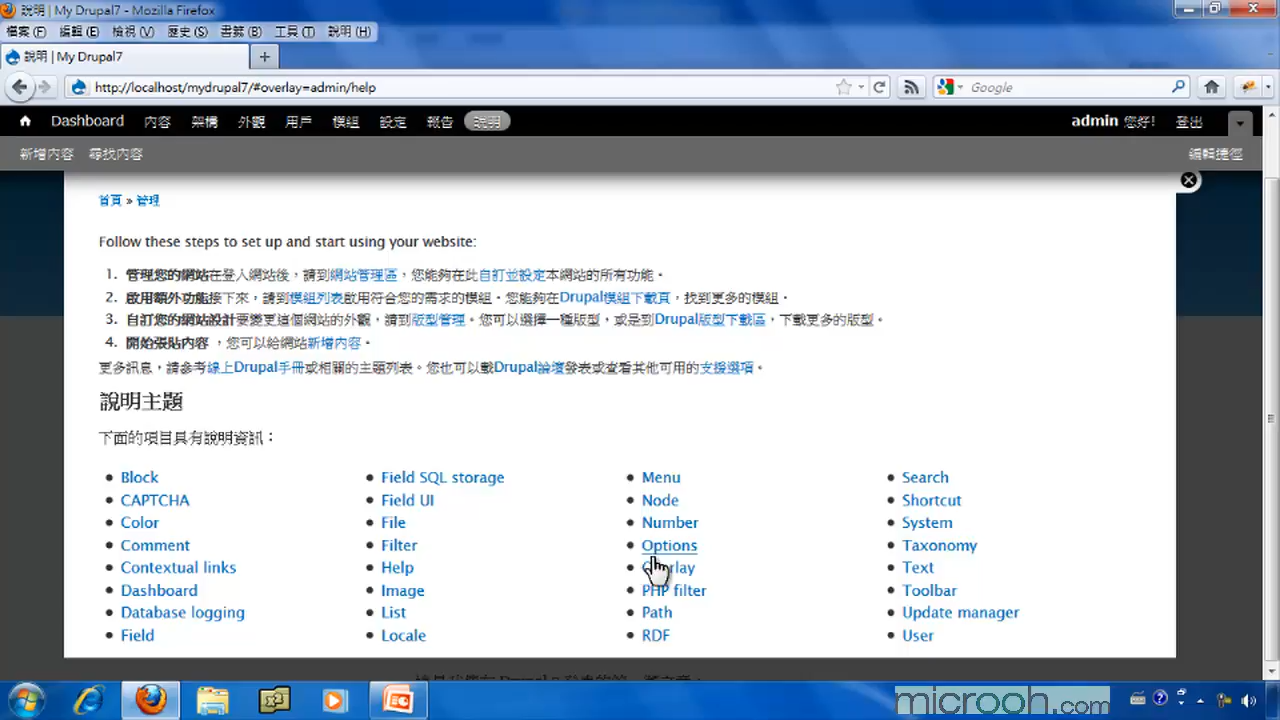 說明 | My Drupal7 - Mozilla Firefox
檔案(F) 編輯(E) 檢視(V) 歷史(S) 書籤(B) 工具(T) 說明(H)
說明 | My Drupal7
http://localhost/mydrupal7/#overlay=admin/help
Google
Dashboard 內容 架構 外觀 用戶 模組 設定 報告 說明 admin 您好! 登出
新增內容 尋找內容 編輯捷徑
首頁 » 管理
Follow these steps to set up and start using your website:
1. 管理您的網站在登入網站後，請到網站管理區，您能夠在此自訂並設定本網站的所有功能。
2. 啟用額外功能接下來，請到模組列表啟用符合您的需求的模組。您能夠在Drupal模組下載頁，找到更多的模組。
3. 自訂您的網站設計要變更這個網站的外觀，請到版型管理。您可以選擇一種版型，或是到Drupal版型下載區，下載更多的版型。
4. 開始張貼內容 ，您可以給網站新增內容。
更多訊息，請參考線上Drupal手冊或相關的主題列表。您也可以載Drupal論壇發表或查看其他可用的支援選項。
說明主題
下面的項目具有說明資訊：
Block Field SQL storage Menu Search
CAPTCHA Field UI Node Shortcut
Color File Number System
Comment Filter Options Taxonomy
Contextual links Help Overlay Text
Dashboard Image PHP filter Toolbar
Database logging List Path Update manager
Field Locale RDF User
microoh.com